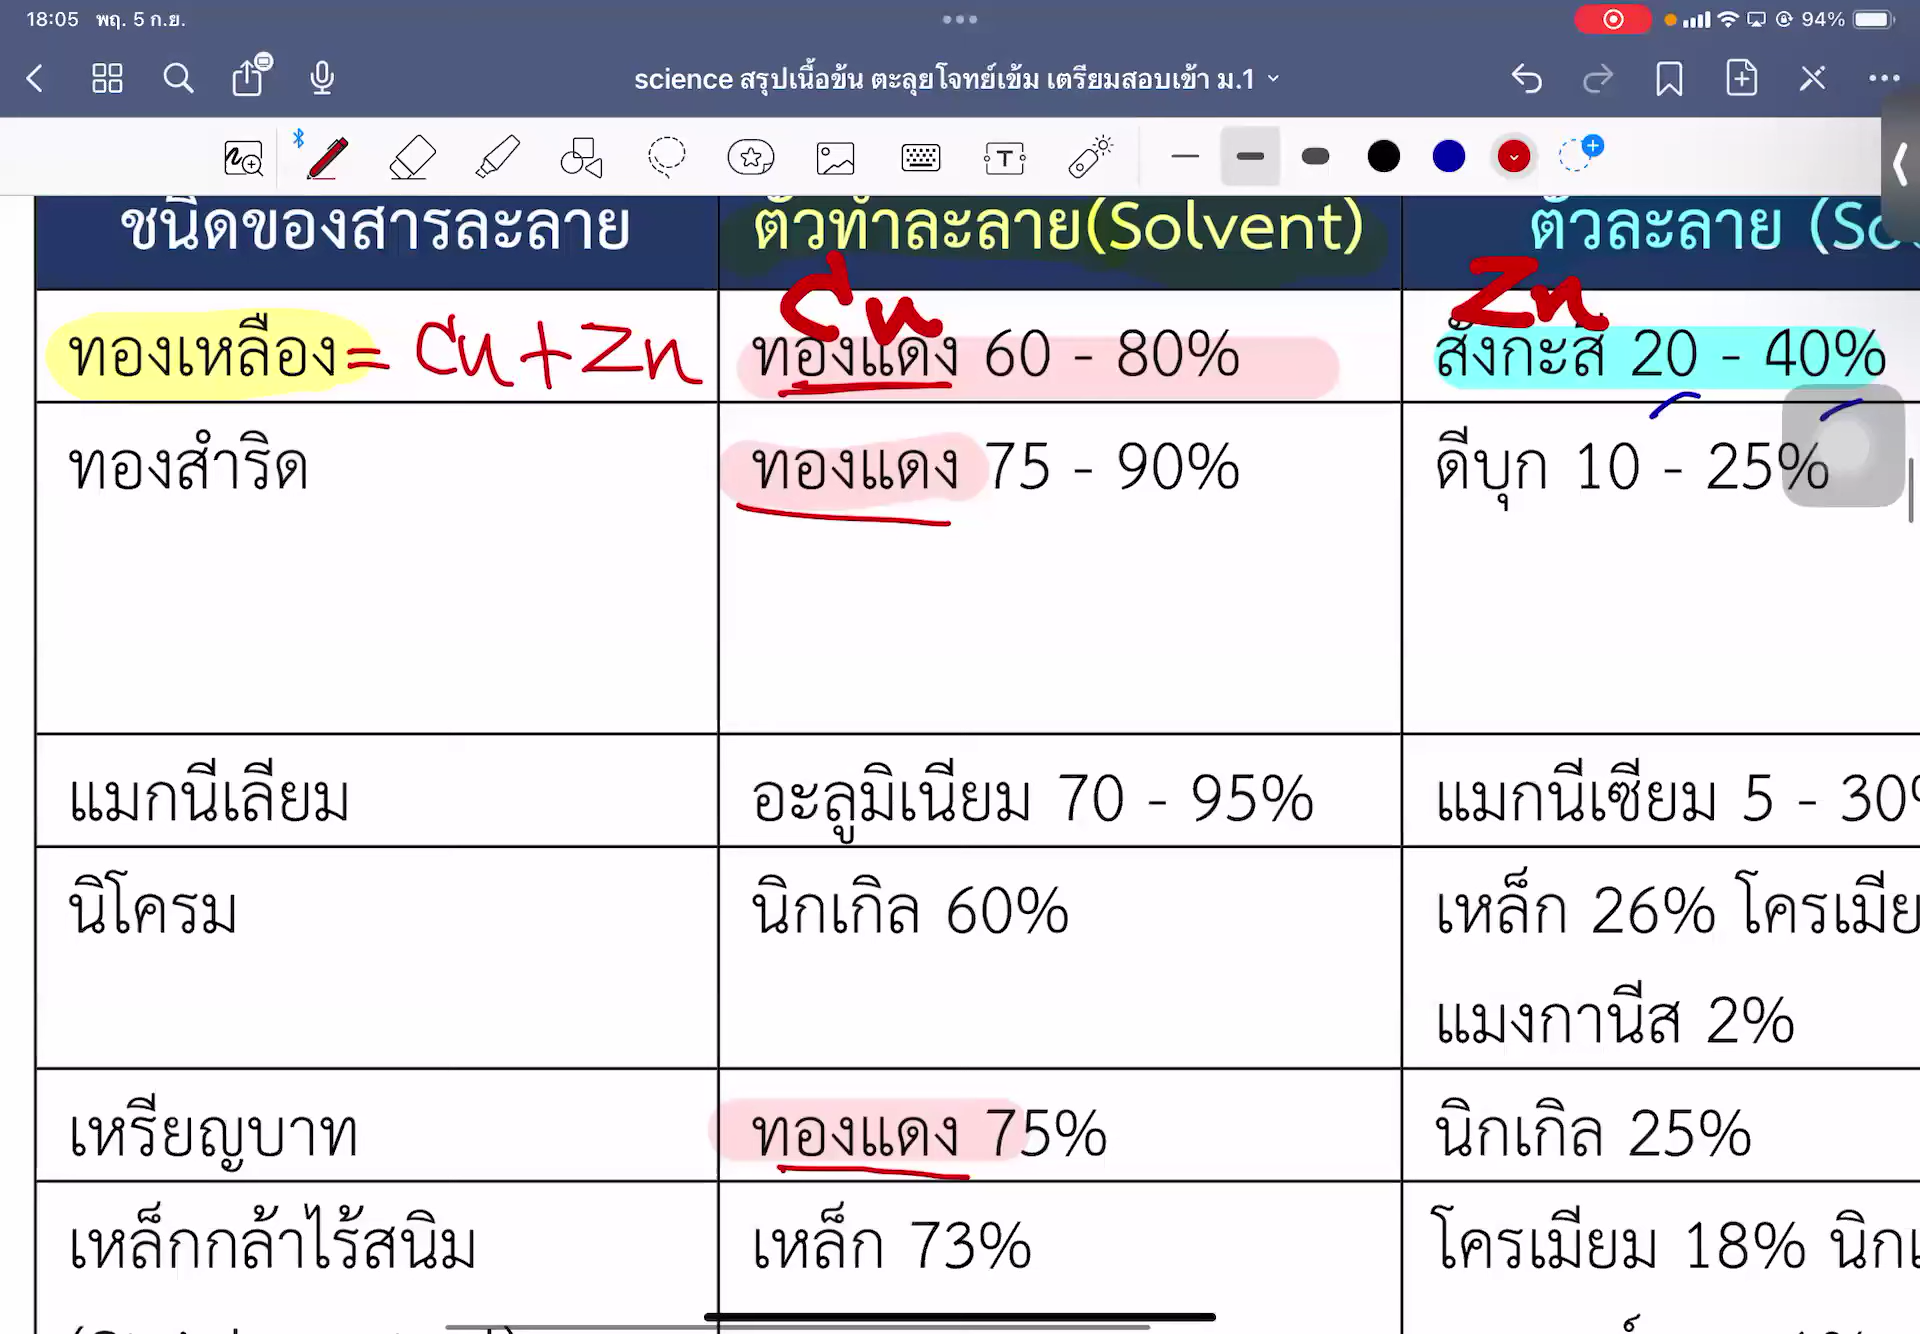 18:05 พฤ. 5 ก.ย.
94%
science สรุปเนื้อข้น ตะลุยโจทย์เข้ม เตรียมสอบเข้า ม.1
ชนิดของสารละลาย ตัวทำละลาย(Solvent) ตัวละลาย
Cu Zn
ทองเหลือง = Cu + Zn ทองแดง 60 - 80% สังกะสี 20 - 40%
ทองสำริด ทองแดง 75 - 90% ดีบุก 10 - 25%
แมกนีเลียม อะลูมิเนียม 70 - 95% แมกนีเซียม 5 - 30%
นิโครม นิกเกิล 60% เหล็ก 26%
แมงกานีส 2%
เหรียญบาท ทองแดง 75% นิกเกิล 25%
เหล็กกล้าไร้สนิม เหล็ก 73% โครเมียม 18%